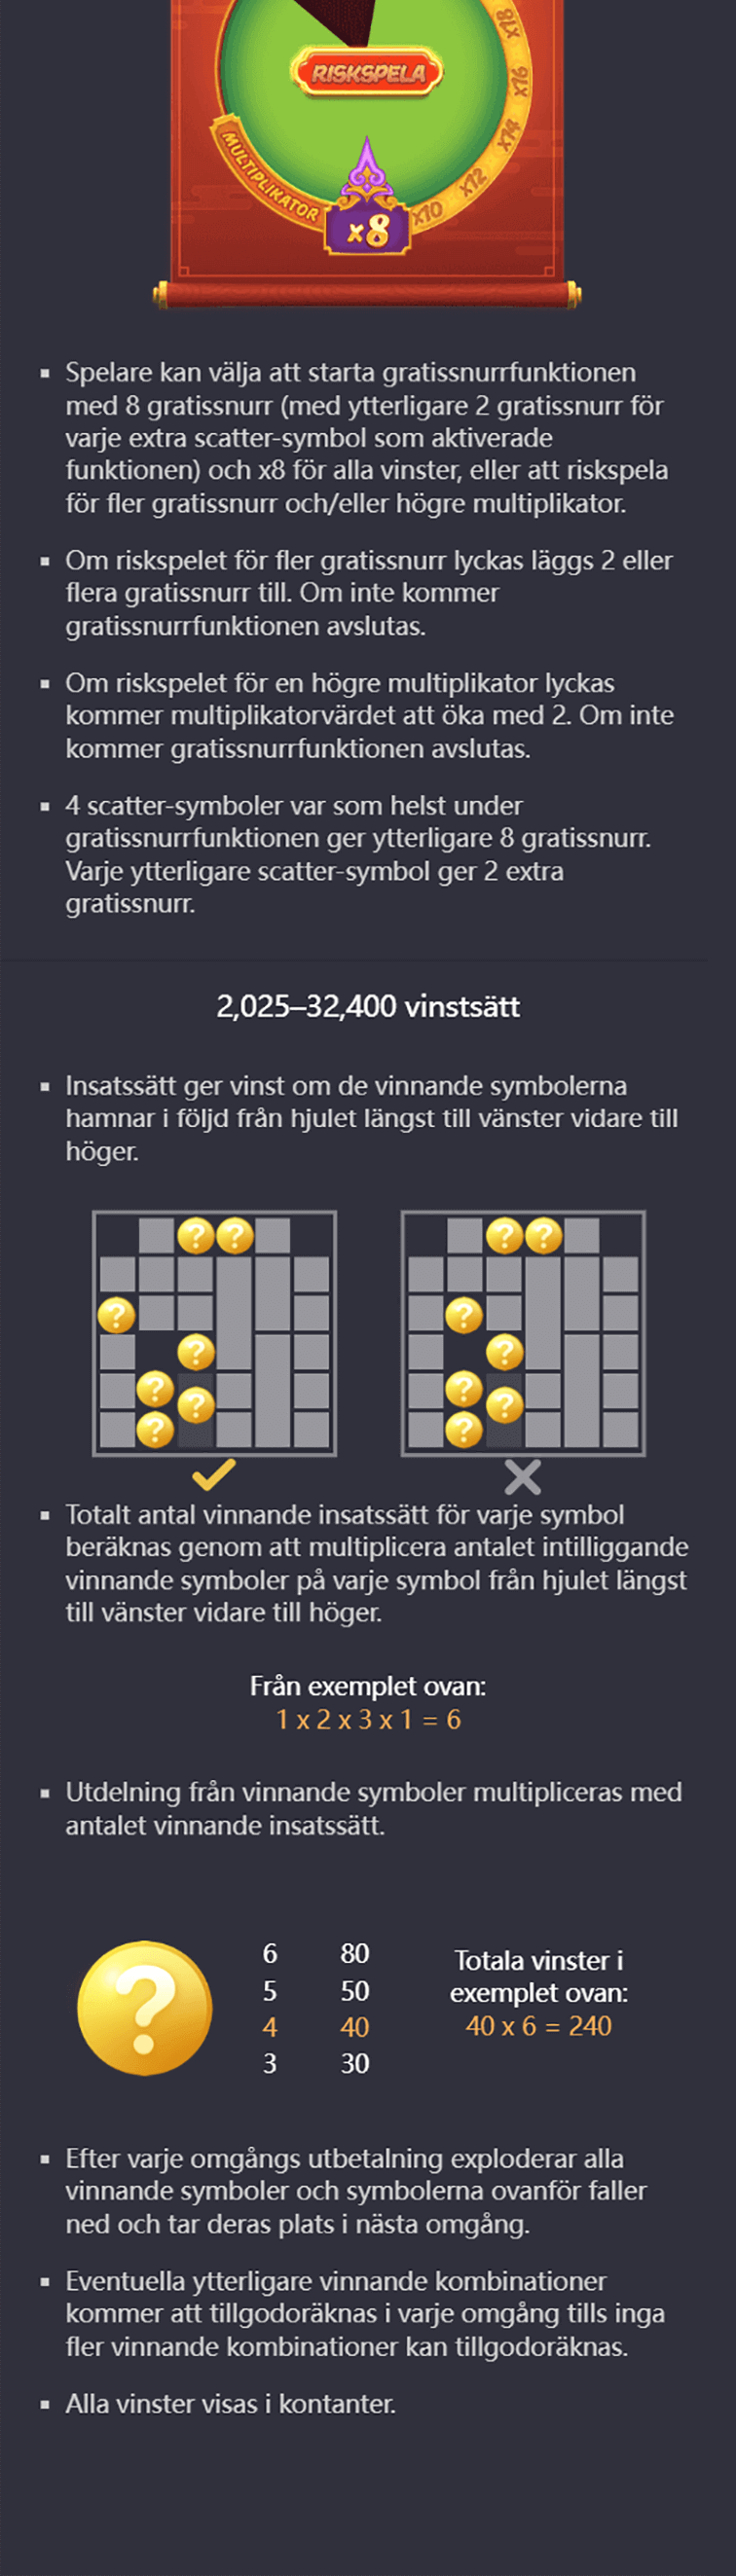 x18
x16
x14
x12
x10
RISKSPELA
MULTIPLIKATOR
x8
▪ Spelare kan välja att starta gratissnurrfunktionen
med 8 gratissnurr (med ytterligare 2 gratissnurr för
varje extra scatter-symbol som aktiverade
funktionen) och x8 för alla vinster, eller att riskspela
för fler gratissnurr och/eller högre multiplikator.
▪ Om riskspelet för fler gratissnurr lyckas läggs 2 eller
flera gratissnurr till. Om inte kommer
gratissnurrfunktionen avslutas.
▪ Om riskspelet för en högre multiplikator lyckas
kommer multiplikatorvärdet att öka med 2. Om inte
kommer gratissnurrfunktionen avslutas.
▪ 4 scatter-symboler var som helst under
gratissnurrfunktionen ger ytterligare 8 gratissnurr.
Varje ytterligare scatter-symbol ger 2 extra
gratissnurr.
2,025–32,400 vinstsätt
▪ Insatssätt ger vinst om de vinnande symbolerna
hamnar i följd från hjulet längst till vänster vidare till
höger.
? ? ? ?
? ?
? ?
? ? ? ?
? ?
▪ Totalt antal vinnande insatssätt för varje symbol
beräknas genom att multiplicera antalet intilliggande
vinnande symboler på varje symbol från hjulet längst
till vänster vidare till höger.
Från exemplet ovan:
1 x 2 x 3 x 1 = 6
▪ Utdelning från vinnande symboler multipliceras med
antalet vinnande insatssätt.
?
6 80
5 50
4 40
3 30
Totala vinster i
exemplet ovan:
40 x 6 = 240
▪ Efter varje omgångs utbetalning exploderar alla
vinnande symboler och symbolerna ovanför faller
ned och tar deras plats i nästa omgång.
▪ Eventuella ytterligare vinnande kombinationer
kommer att tillgodoräknas i varje omgång tills inga
fler vinnande kombinationer kan tillgodoräknas.
▪ Alla vinster visas i kontanter.